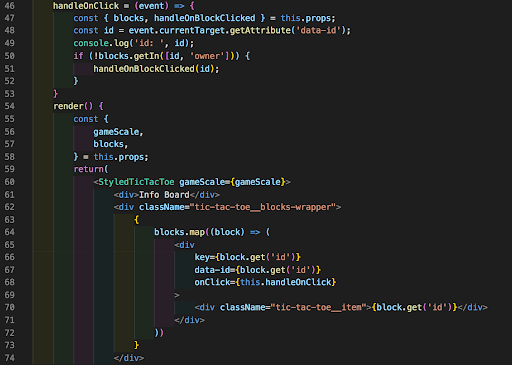 46 handleOnClick = (event) => {
47 const { blocks, handleOnBlockClicked } = this.props;
48 const id = event.currentTarget.getAttribute('data-id');
49 console.log('id: ', id);
50 if (!blocks.getIn([id, 'owner'])) {
51 handleOnBlockClicked(id);
52 }
53 }
54 render() {
55 const {
56 gameScale,
57 blocks,
58 } = this.props;
59 return(
60 <StyledTicTacToe gameScale={gameScale}>
61 <div>Info Board</div>
62 <div className="tic-tac-toe__blocks-wrapper">
63 {
64 blocks.map((block) => (
65 <div
66 key={block.get('id')}
67 data-id={block.get('id')}
68 onClick={this.handleOnClick}
69 >
70 <div className="tic-tac-toe__item">{block.get('id')}</div>
71 </div>
72 ))
73 }
74 </div>